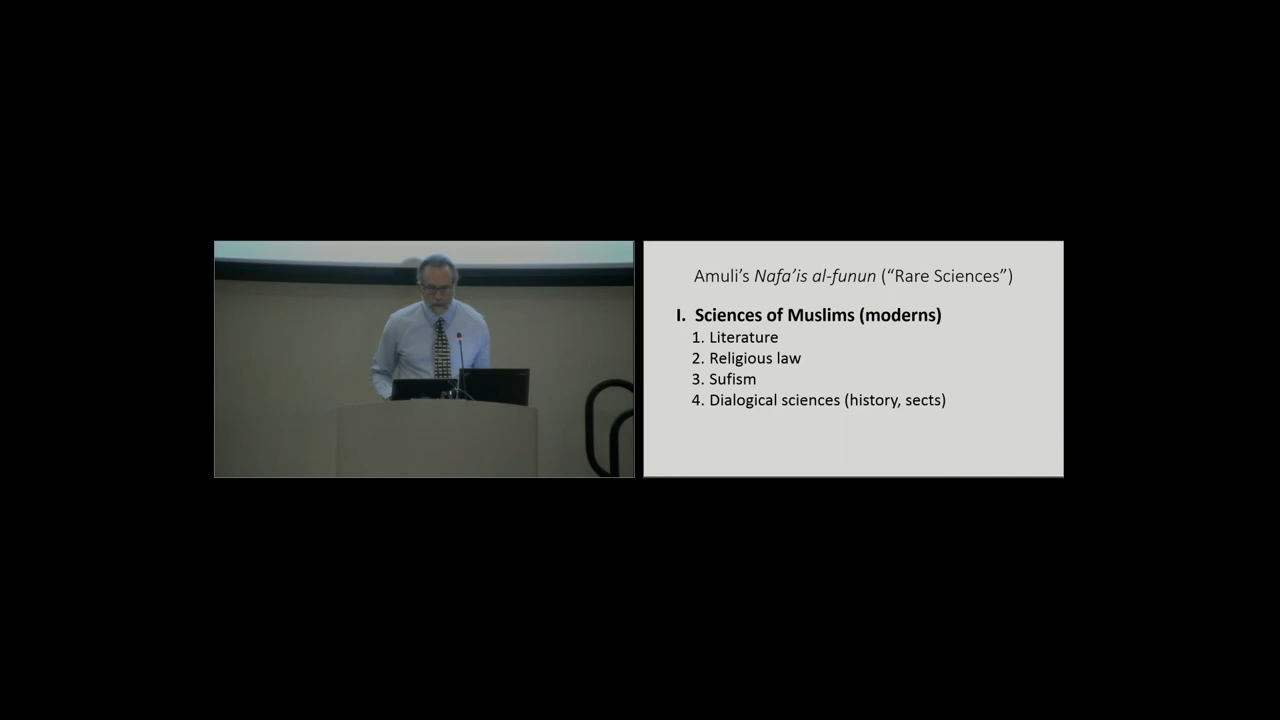 Amuli’s Nafa’is al-funun (“Rare Sciences”)
I. Sciences of Muslims (moderns)
1. Literature
2. Religious law
3. Sufism
4. Dialogical sciences (history, sects)